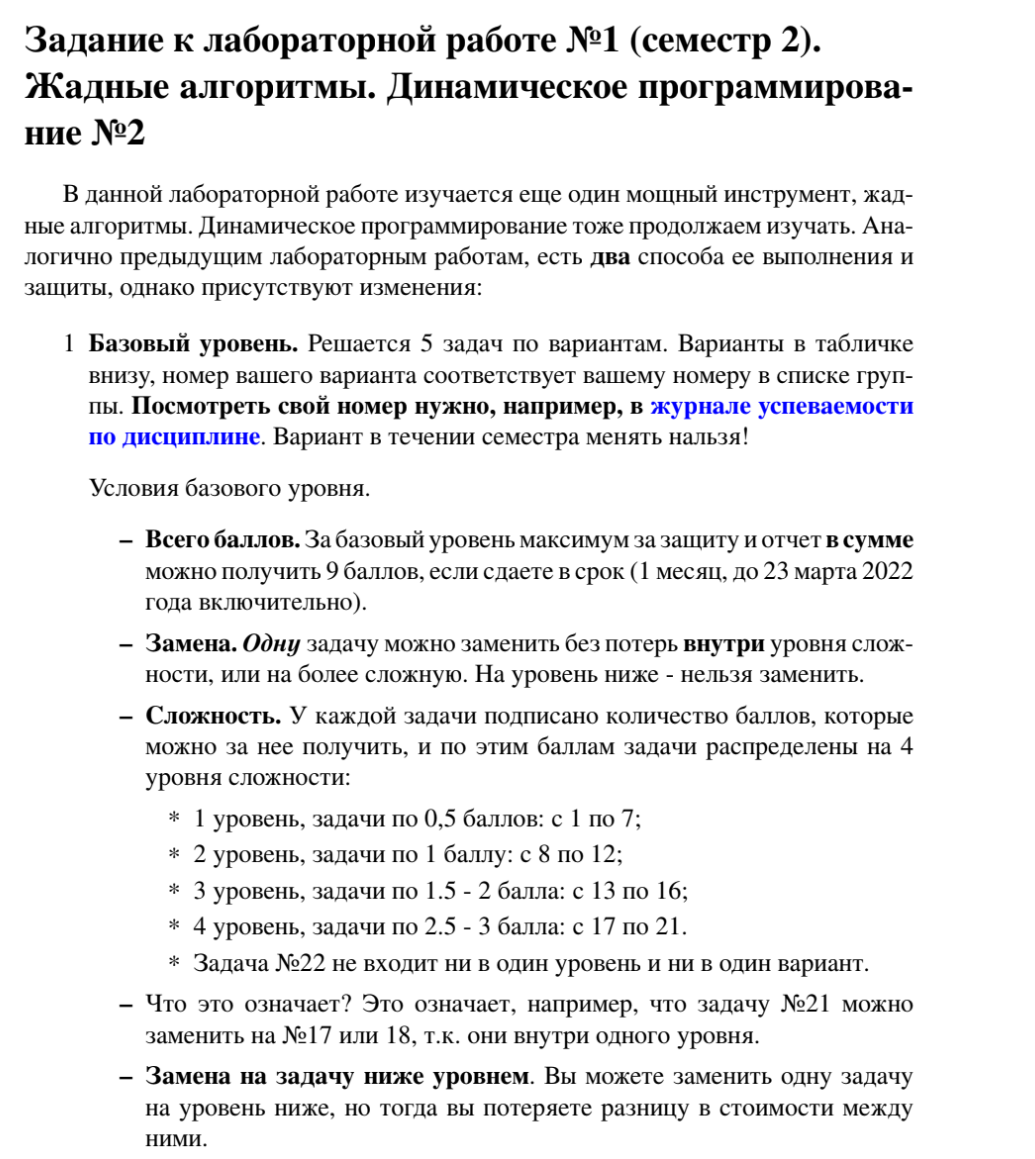 Задание к лабораторной работе №1 (семестр 2).
Жадные алгоритмы. Динамическое программирова-
ние №2
В данной лабораторной работе изучается еще один мощный инструмент, жад-
ные алгоритмы. Динамическое программирование тоже продолжаем изучать. Ана-
логично предыдущим лабораторным работам, есть два способа ее выполнения и
защиты, однако присутствуют изменения:
1 Базовый уровень. Решается 5 задач по вариантам. Варианты в табличке
внизу, номер вашего варианта соответствует вашему номеру в списке груп-
пы. Посмотреть свой номер нужно, например, в журнале успеваемости
по дисциплине. Вариант в течении семестра менять нальзя!
Условия базового уровня.
– Всего баллов. За базовый уровень максимум за защиту и отчет в сумме
можно получить 9 баллов, если сдаете в срок (1 месяц, до 23 марта 2022
года включительно).
– Замена. Одну задачу можно заменить без потерь внутри уровня слож-
ности, или на более сложную. На уровень ниже - нельзя заменить.
– Сложность. У каждой задачи подписано количество баллов, которые
можно за нее получить, и по этим баллам задачи распределены на 4
уровня сложности:
* 1 уровень, задачи по 0,5 баллов: с 1 по 7;
* 2 уровень, задачи по 1 баллу: с 8 по 12;
* 3 уровень, задачи по 1.5 - 2 балла: с 13 по 16;
* 4 уровень, задачи по 2.5 - 3 балла: с 17 по 21.
* Задача №22 не входит ни в один уровень и ни в один вариант.
– Что это означает? Это означает, например, что задачу №21 можно
заменить на №17 или 18, т.к. они внутри одного уровня.
– Замена на задачу ниже уровнем. Вы можете заменить одну задачу
на уровень ниже, но тогда вы потеряете разницу в стоимости между
ними.